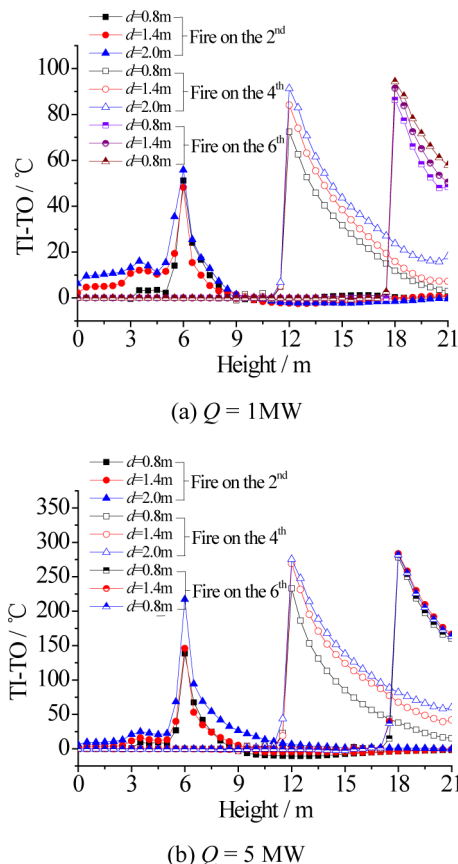 d=0.8m
d=1.4m
d=2.0m
Fire on the 2nd
d=0.8m
d=1.4m
d=2.0m
Fire on the 4th
d=0.8m
d=1.4m
d=0.8m
Fire on the 6th
TI-TO / °C
100
80
60
40
20
0
0 3 6 9 12 15 18 21
Height / m
(a) Q = 1MW
d=0.8m
d=1.4m
d=2.0m
Fire on the 2nd
d=0.8m
d=1.4m
d=2.0m
Fire on the 4th
d=0.8m
d=1.4m
d=0.8m
Fire on the 6th
TI-TO / °C
350
300
250
200
150
100
50
0
0 3 6 9 12 15 18 21
Height / m
(b) Q = 5 MW